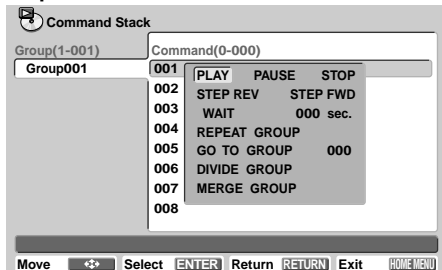 Command Stack
Group(1-001) Command(0-000)
Group001 001
PLAY PAUSE STOP
002 STEP REV STEP FWD
003 WAIT 000 sec.
004 REPEAT GROUP
005 GO TO GROUP 000
006 DIVIDE GROUP
007 MERGE GROUP
008
Move Select ENTER Return RETURN Exit HOME MENU